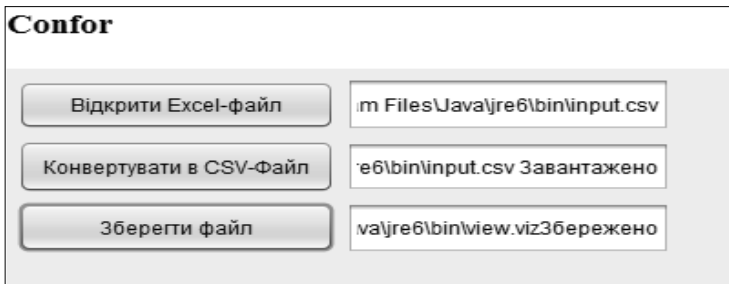 Confor
Відкрити Excel-файл
m Files\Java\jre6\bin\input.csv
Конвертувати в CSV-Файл
re6\bin\input.csv Завантажено
Зберегти файл
va\jre6\bin\view.vizЗбережено